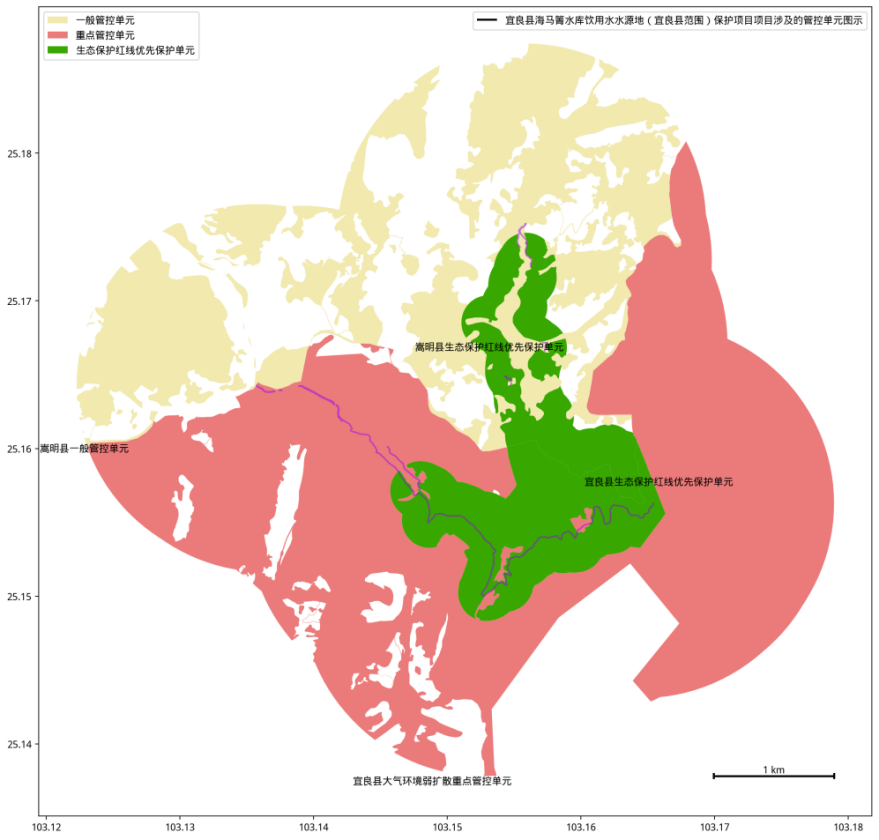 一般管控单元
重点管控单元
生态保护红线优先保护单元
宜良县海马箐水库饮用水水源地（宜良县范围）保护项目项目涉及的管控单元图示
25.18
25.17
嵩明县生态保护红线优先保护单元
25.16
嵩明县一般管控单元
宜良县生态保护红线优先保护单元
25.15
25.14
1 km
宜良县大气环境弱扩散重点管控单元
103.12
103.13
103.14
103.15
103.16
103.17
103.18